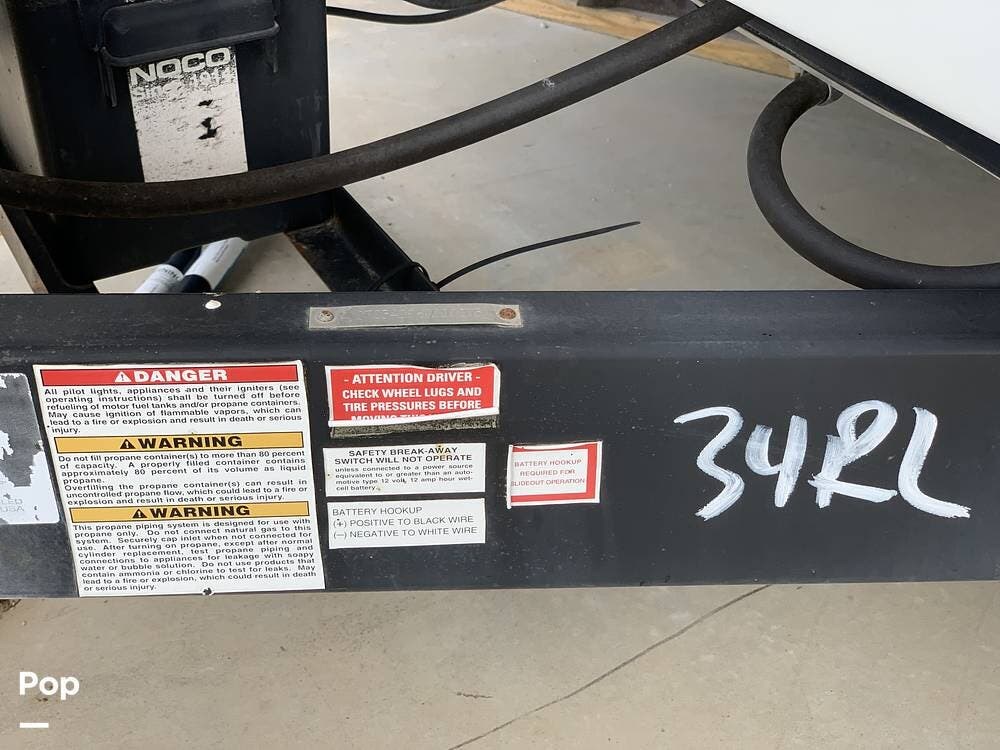 NOCO
DANGER
All pilot lights, appliances and their igniters (see
operating instructions) shall be turned off before
refueling of motor fuel tanks and/or propane containers.
May cause ignition of flammable vapors, which can
lead to a fire or explosion and result in death or serious
injury.
WARNING
Do not fill propane container(s) to more than 80 percent
of capacity. A properly filled container contains
approximately 80 percent of its volume as liquid
propane.
Overfilling the propane container(s) can result in
uncontrolled propane flow, which could lead to a fire or
explosion and result in death or serious injury.
WARNING
This propane piping system is designed for use with
propane only. Do not connect natural gas to this
system. Securely cap inlet when not connected for
use. After turning on propane, except after normal
cylinder replacement, test propane piping and
connections to appliances for leakage with soapy
water or bubble solution. Do not use products that
contain ammonia or chlorine to test for leaks. May
lead to a fire or explosion, which could result in death
or serious injury.
- ATTENTION DRIVER -
CHECK WHEEL LUGS AND
TIRE PRESSURES BEFORE
SAFETY BREAK-AWAY
SWITCH WILL NOT OPERATE
unless connected to a power source
equivalent to or greater than an auto-
motive type 12 volt, 12 amp hour wet-
cell battery.
BATTERY HOOKUP
(+) POSITIVE TO BLACK WIRE
(–) NEGATIVE TO WHITE WIRE
BATTERY HOOKUP
REQUIRED FOR
SLIDEOUT OPERATION
34RL
USA
Pop